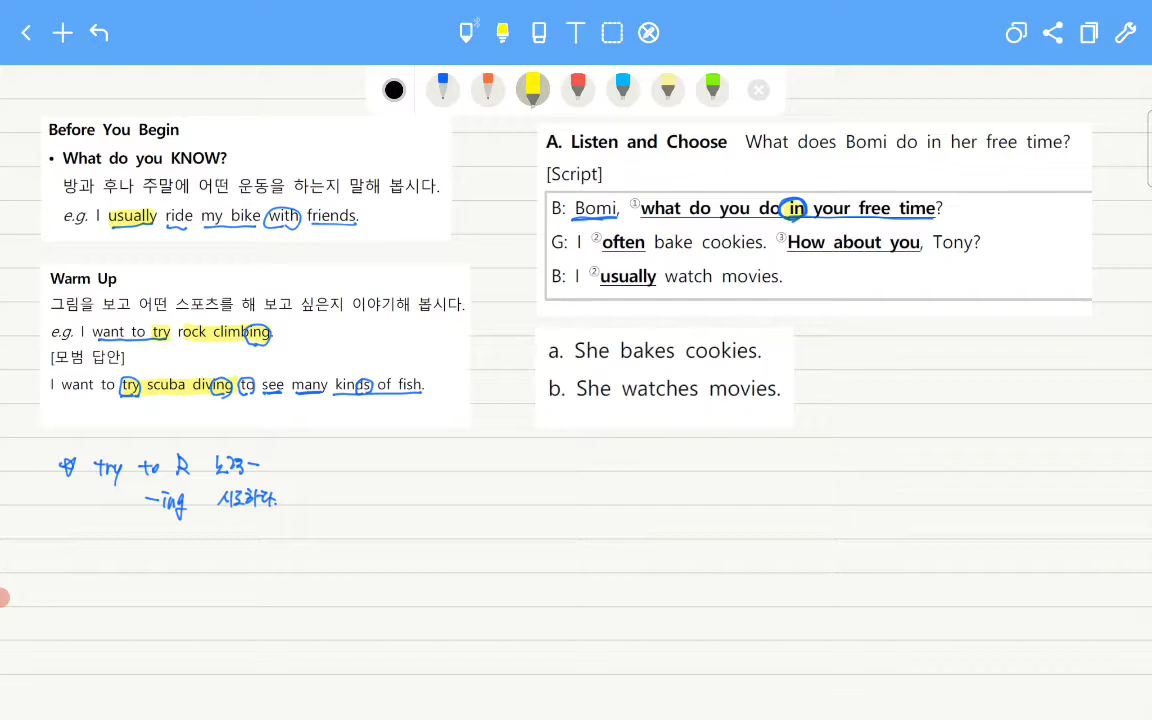 Before You Begin
• What do you KNOW?
방과 후나 주말에 어떤 운동을 하는지 말해 봅시다.
e.g. I usually ride my bike with friends.
Warm Up
그림을 보고 어떤 스포츠를 해 보고 싶은지 이야기해 봅시다.
e.g. I want to try rock climbing.
[모범 답안]
I want to try scuba diving to see many kinds of fish.
try to R 노력-
-ing 시도하다.
A. Listen and Choose What does Bomi do in her free time?
[Script]
B: Bomi, ①what do you do in your free time?
G: I ②often bake cookies. ③How about you, Tony?
B: I ②usually watch movies.
a. She bakes cookies.
b. She watches movies.